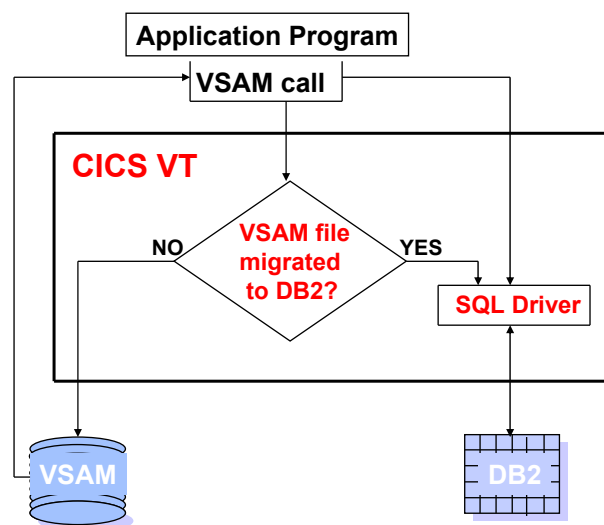 Application Program
VSAM call
CICS VT
NO
VSAM file
migrated
to DB2?
YES
SQL Driver
VSAM
DB2